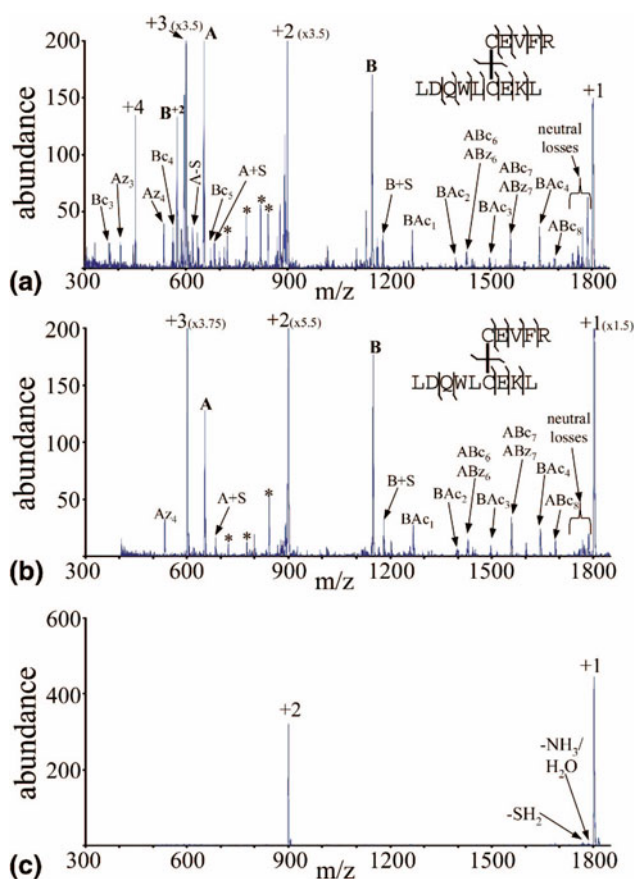 +3 (x3.5)
A
+2 (x3.5)
200
CEVFR
LDQWLCEKL
+1
abundance
150
+4
B+2
B
neutral
losses
100
Bc4
A-S
Bc5
A+S
ABc6
ABz6
ABc7
ABz7
Bc3
Az3
Az4
B+S
BAc2
BAc3
BAc4
50
* * * * *
BAc1
ABc8
(a) 300 600 900 1200 1500 1800
m/z
+3 (x3.75)
+2 (x5.5)
+1 (x1.5)
200
B
CEVFR
LDQWLCEKL
abundance
150
A
100
neutral
losses
ABc6
ABz6
ABc7
ABz7
Az4
A+S
* * *
B+S
BAc2
BAc3
BAc4
50
BAc1
ABc8
(b) 300 600 900 1200 1500 1800
m/z
600
+1
abundance
400
+2
200
-NH3/
H2O
-SH2
(c) 300 600 900 1200 1500 1800
m/z